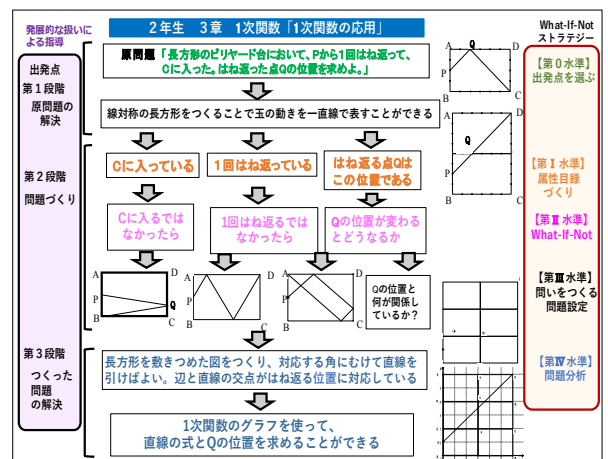 発展的な扱いに
よる指導
2年生　3章　1次関数「1次関数の応用」
What-If-Not
ストラテジー
出発点
第1段階
原問題の
解決
原問題「長方形のビリヤード台において、Pから1回はね返って、
Cに入った。はね返った点Qの位置を求めよ。」
A
Q
D
P
B
C
【第0水準】
出発点を選ぶ
線対称の長方形をつくることで玉の動きを一直線で表すことができる
A
D
Q
P
B
C
第2段階
問題づくり
Cに入っている
1回はね返っている
はね返る点Qは
この位置である
【第Ⅰ水準】
属性目録
づくり
Cに入るでは
なかったら
1回はね返るでは
なかったら
Qの位置が変わる
とどうなるか
【第Ⅱ水準】
What-If-Not
A
D
P
Q
B
C
A
D
P
B
C
A
D
P
B
C
Qの位置と
何が関係し
ているか？
【第Ⅲ水準】
問いをつくる
問題設定
第3段階
つくった
問題
の解決
長方形を敷きつめた図をつくり、対応する角にむけて直線を
引けばよい。辺と直線の交点がはね返る位置に対応している
【第Ⅳ水準】
問題分析
1次関数のグラフを使って、
直線の式とQの位置を求めることができる